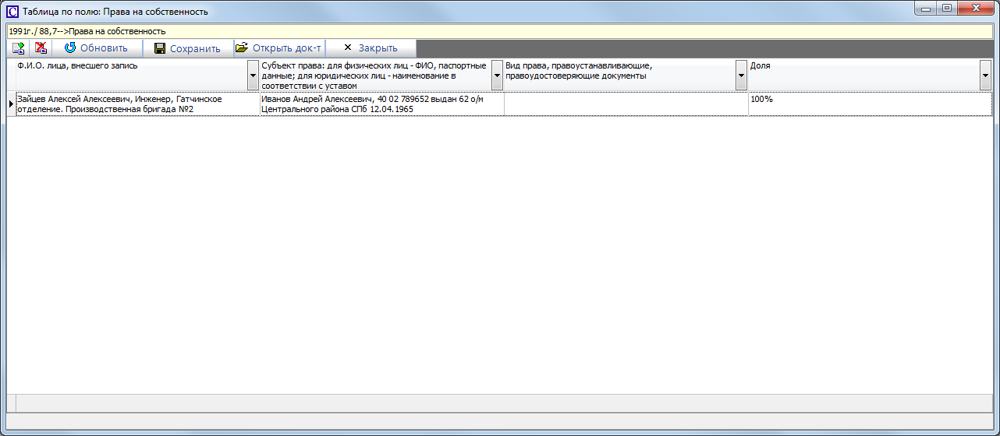 Таблица по полю: Права на собственность
1991г./ 88,7-->Права на собственность
Обновить Сохранить Открыть док-т Закрыть
Ф.И.О. лица, внесшего запись
Субъект права: для физических лиц - ФИО, паспортные
данные; для юридических лиц - наименование в
соответствии с уставом
Вид права, правоустанавливающие,
правоудостоверяющие документы
Доля
Зайцев Алексей Алексеевич, Инженер, Гатчинское
отделение. Производственная бригада №2
Иванов Андрей Алексеевич, 40 02 789652 выдан 62 о/м
Центрального района СПб 12.04.1965
100%